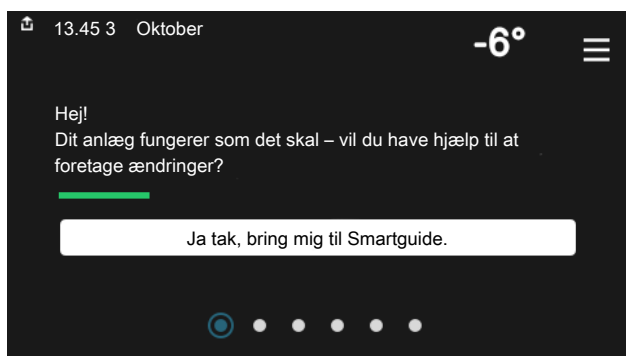 13.45 3 Oktober
-6°
Hej!
Dit anlæg fungerer som det skal – vil du have hjælp til at
foretage ændringer?
Ja tak, bring mig til Smartguide.